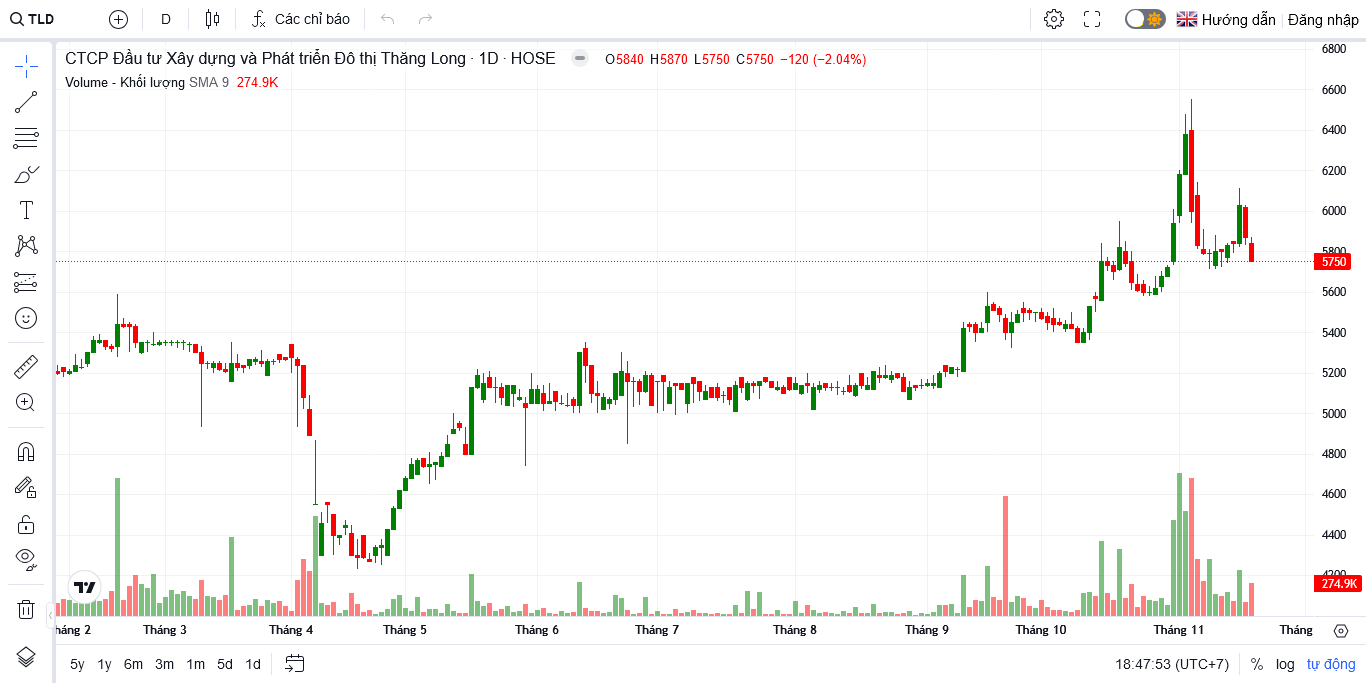 TLD D Các chỉ báo Hướng dẫn Đăng nhập
CTCP Đầu tư Xây dựng và Phát triển Đô thị Thăng Long · 1D · HOSE O5840 H5870 L5750 C5750 −120 (−2.04%)
Volume - Khối lượng SMA 9 274.9K
6800
6600
6400
6200
6000
5800
5750
5600
5400
5200
5000
4800
4600
4400
4200
274.9K
háng 2 Tháng 3 Tháng 4 Tháng 5 Tháng 6 Tháng 7 Tháng 8 Tháng 9 Tháng 10 Tháng 11 Tháng
5y 1y 6m 3m 1m 5d 1d 18:47:53 (UTC+7) % log tự động